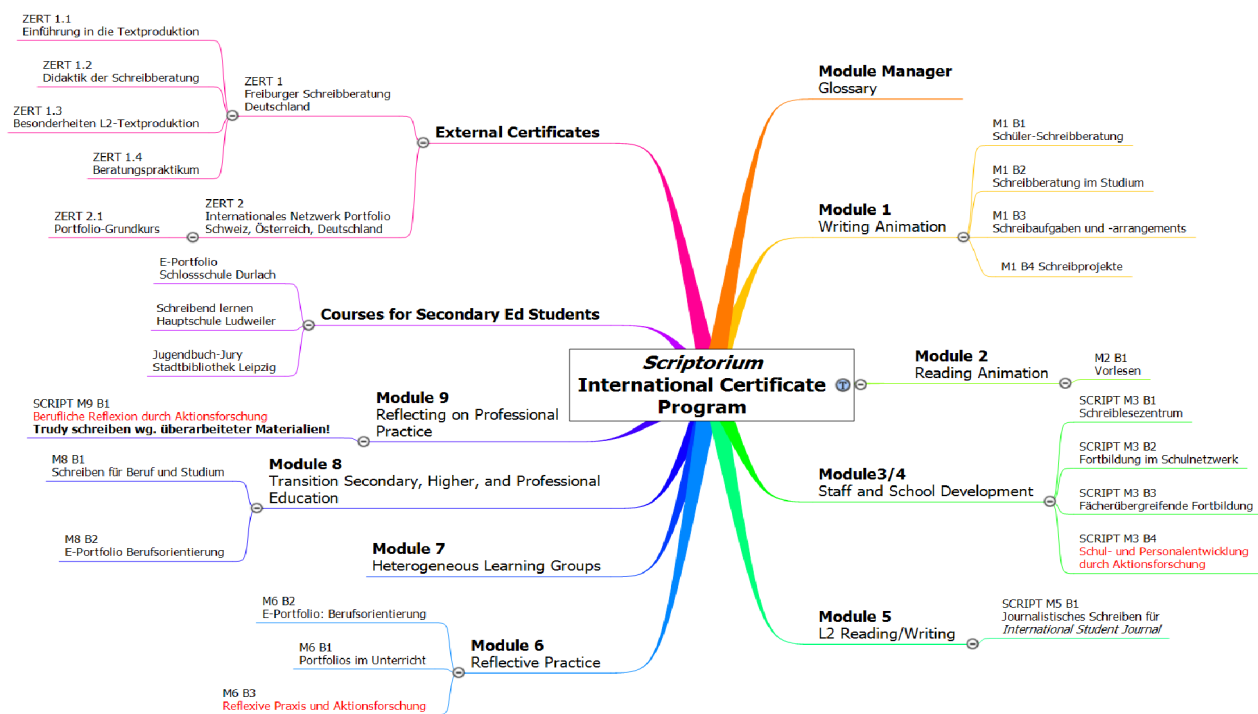 Scriptorium
International Certificate
Program
Module Manager
Glossary
Module 1
Writing Animation
M1 B1
Schüler-Schreibberatung
M1 B2
Schreibberatung im Studium
M1 B3
Schreibaufgaben und -arrangements
M1 B4 Schreibprojekte
Module 2
Reading Animation
M2 B1
Vorlesen
Module3/4
Staff and School Development
SCRIPT M3 B1
Schreiblesezentrum
SCRIPT M3 B2
Fortbildung im Schulnetzwerk
SCRIPT M3 B3
Fächerübergreifende Fortbildung
SCRIPT M3 B4
Schul- und Personalentwicklung
durch Aktionsforschung
Module 5
L2 Reading/Writing
SCRIPT M5 B1
Journalistisches Schreiben für
International Student Journal
Module 6
Reflective Practice
M6 B2
E-Portfolio: Berufsorientierung
M6 B1
Portfolios im Unterricht
M6 B3
Reflexive Praxis und Aktionsforschung
Module 7
Heterogeneous Learning Groups
Module 8
Transition Secondary, Higher, and Professional
Education
M8 B1
Schreiben für Beruf und Studium
M8 B2
E-Portfolio Berufsorientierung
Module 9
Reflecting on Professional
Practice
SCRIPT M9 B1
Berufliche Reflexion durch Aktionsforschung
Trudy schreiben wg. überarbeiteter Materialien!
Courses for Secondary Ed Students
E-Portfolio
Schlossschule Durlach
Schreibend lernen
Hauptschule Ludweiler
Jugendbuch-Jury
Stadtbibliothek Leipzig
External Certificates
ZERT 1
Freiburger Schreibberatung
Deutschland
ZERT 1.1
Einführung in die Textproduktion
ZERT 1.2
Didaktik der Schreibberatung
ZERT 1.3
Besonderheiten L2-Textproduktion
ZERT 1.4
Beratungspraktikum
ZERT 2
Internationales Netzwerk Portfolio
Schweiz, Österreich, Deutschland
ZERT 2.1
Portfolio-Grundkurs